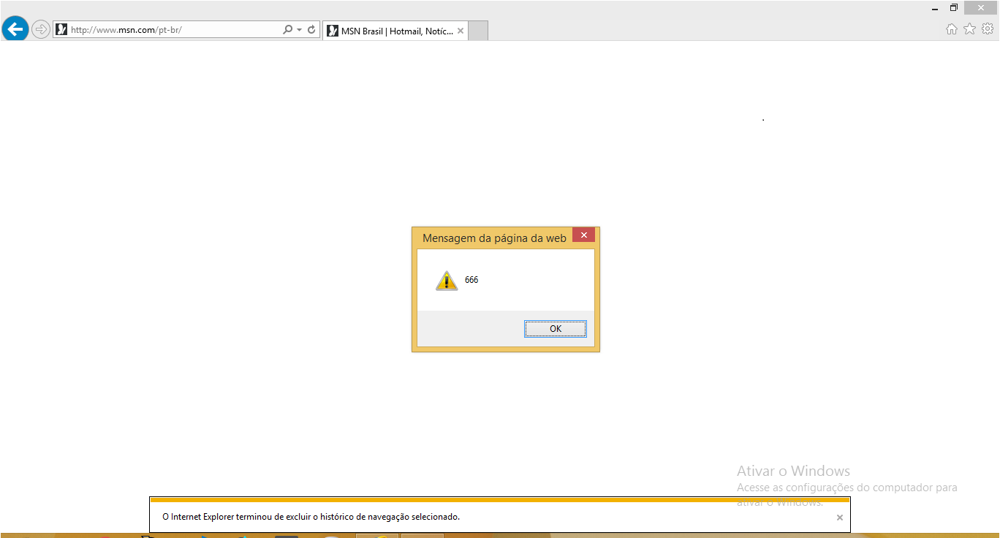 http://www.msn.com/pt-br/
MSN Brasil | Hotmail, Notíc...
Mensagem da página da web
666
OK
Ativar o Windows
Acesse as configurações do computador para
ativar o Windows.
O Internet Explorer terminou de excluir o histórico de navegação selecionado.